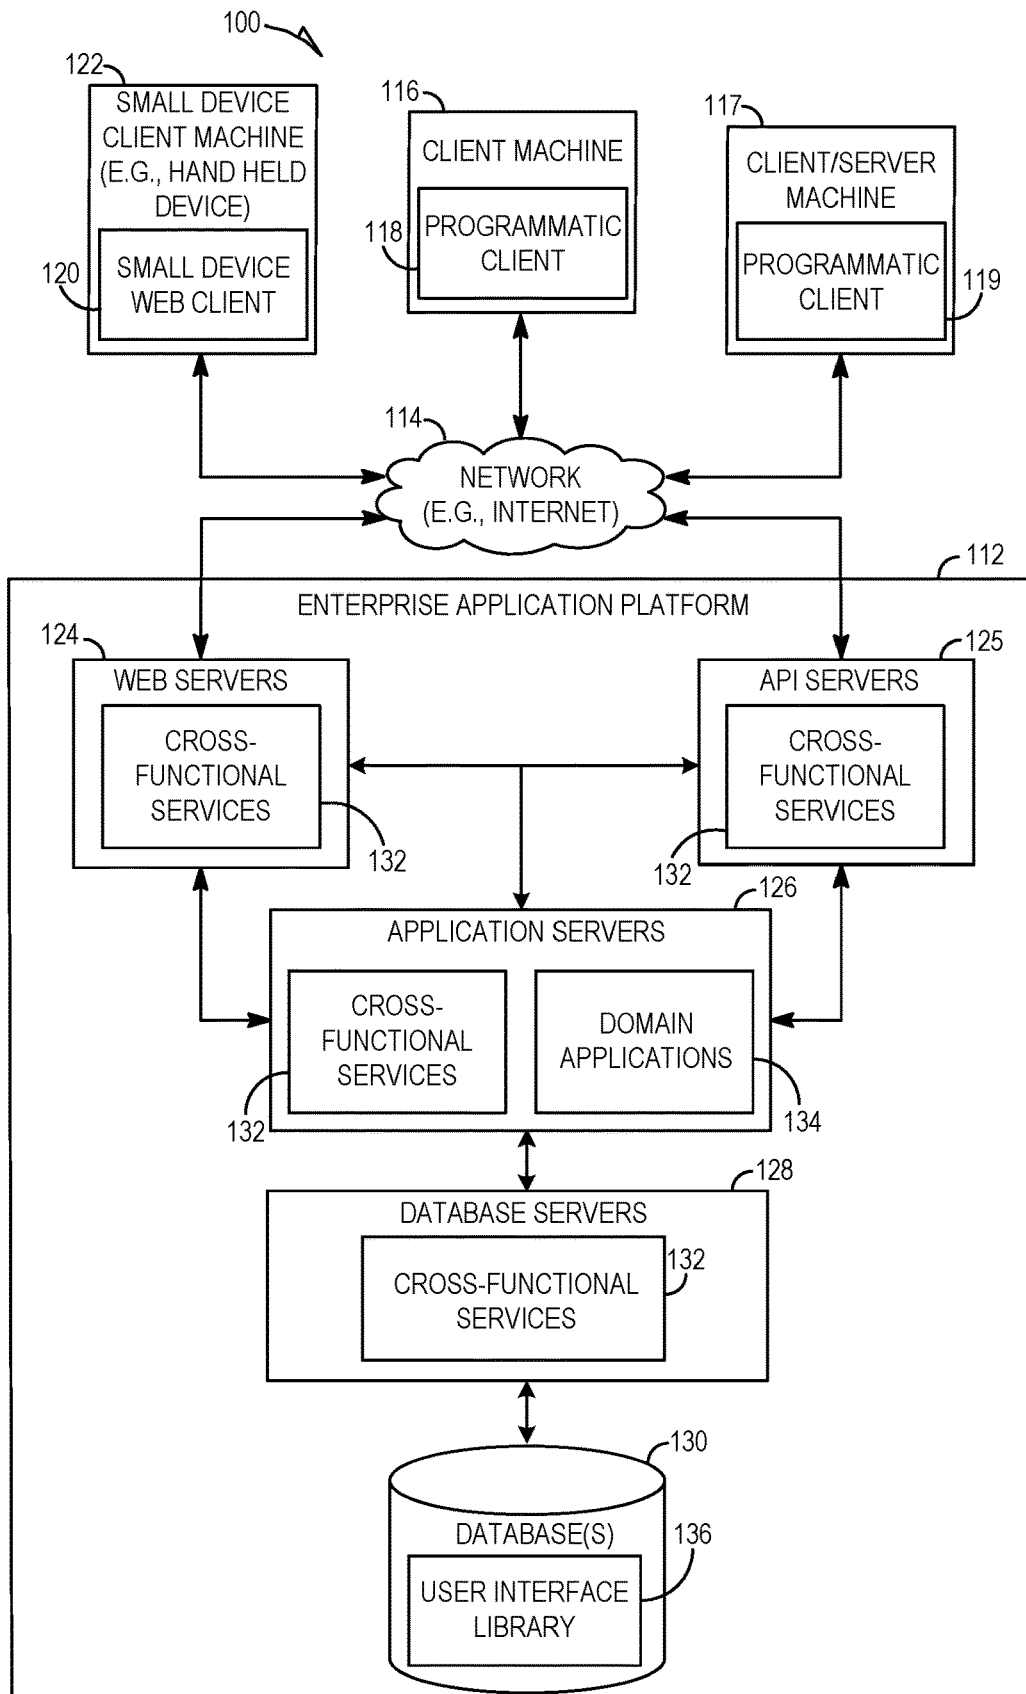 100
122
SMALL DEVICE
CLIENT MACHINE
(E.G., HAND HELD
DEVICE)
120
SMALL DEVICE
WEB CLIENT
116
CLIENT MACHINE
118
PROGRAMMATIC
CLIENT
117
CLIENT/SERVER
MACHINE
PROGRAMMATIC
CLIENT
119
114
NETWORK
(E.G., INTERNET)
112
ENTERPRISE APPLICATION PLATFORM
124
WEB SERVERS
CROSS-
FUNCTIONAL
SERVICES
132
125
API SERVERS
CROSS-
FUNCTIONAL
SERVICES
132
126
APPLICATION SERVERS
CROSS-
FUNCTIONAL
SERVICES
132
DOMAIN
APPLICATIONS
134
128
DATABASE SERVERS
132
CROSS-FUNCTIONAL
SERVICES
130
DATABASE(S)
136
USER INTERFACE
LIBRARY